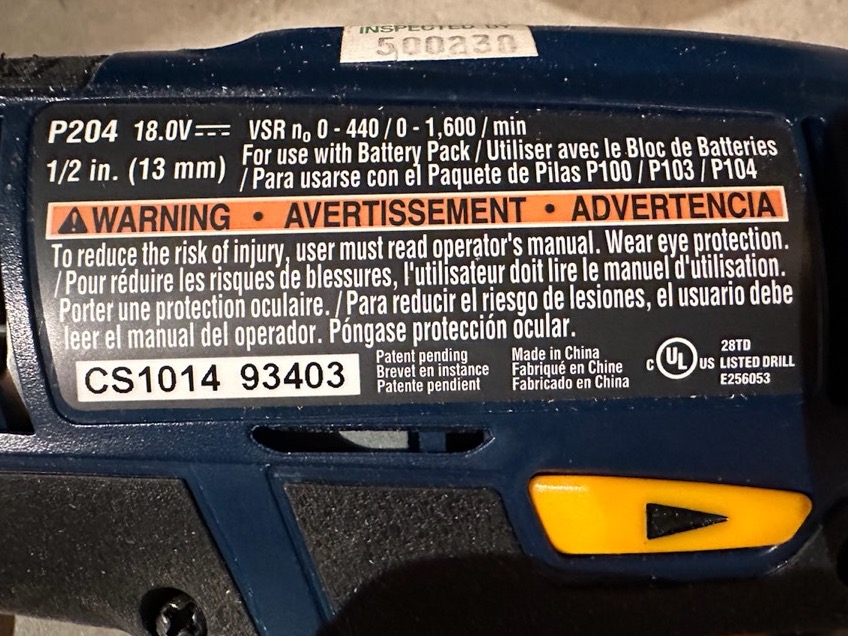 INSPECTED BY
500230
P204 18.0V⎓ VSR n₀ 0 - 440 / 0 - 1,600 / min
1/2 in. (13 mm) For use with Battery Pack / Utiliser avec le Bloc de Batteries
/ Para usarse con el Paquete de Pilas P100 / P103 / P104
⚠WARNING • AVERTISSEMENT • ADVERTENCIA
To reduce the risk of injury, user must read operator's manual. Wear eye protection.
/ Pour réduire les risques de blessures, l'utilisateur doit lire le manuel d'utilisation.
Porter une protection oculaire. / Para reducir el riesgo de lesiones, el usuario debe
leer el manual del operador. Póngase protección ocular.
CS1014 93403
Patent pending
Brevet en instance
Patente pendient
Made in China
Fabriqué en Chine
Fabricado en China
C UL US
28TD
LISTED DRILL
E256053